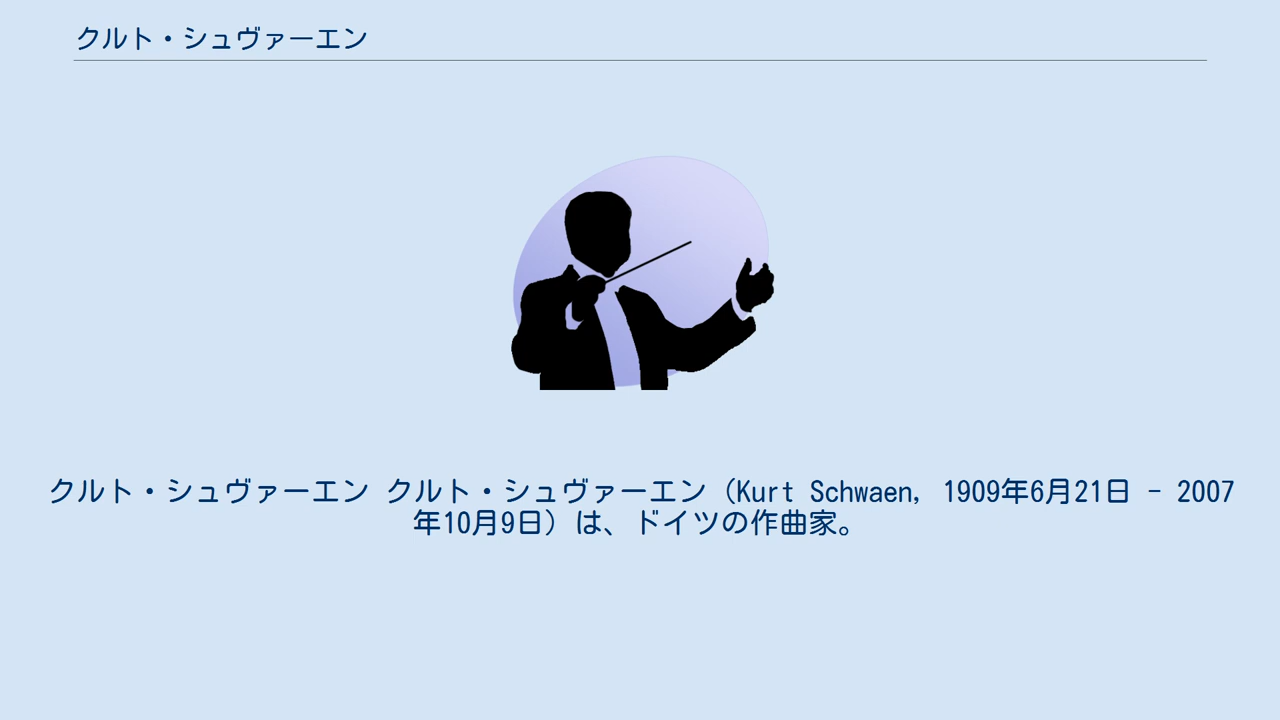 クルト・シュヴァーエン
クルト・シュヴァーエン クルト・シュヴァーエン（Kurt Schwaen, 1909年6月21日 - 2007
年10月9日）は、ドイツの作曲家。